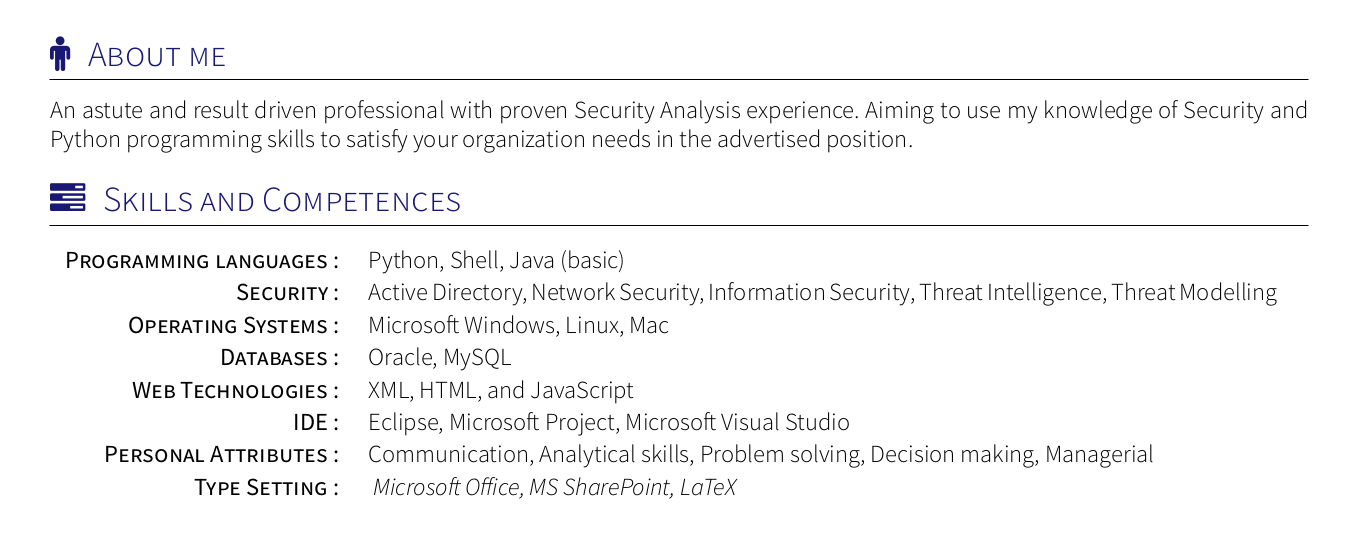 About me
An astute and result driven professional with proven Security Analysis experience. Aiming to use my knowledge of Security and
Python programming skills to satisfy your organization needs in the advertised position.
Skills and Competences
Programming languages : Python, Shell, Java (basic)
Security : Active Directory, Network Security, Information Security, Threat Intelligence, Threat Modelling
Operating Systems : Microsoft Windows, Linux, Mac
Databases : Oracle, MySQL
Web Technologies : XML, HTML, and JavaScript
IDE : Eclipse, Microsoft Project, Microsoft Visual Studio
Personal Attributes : Communication, Analytical skills, Problem solving, Decision making, Managerial
Type Setting : Microsoft Office, MS SharePoint, LaTeX